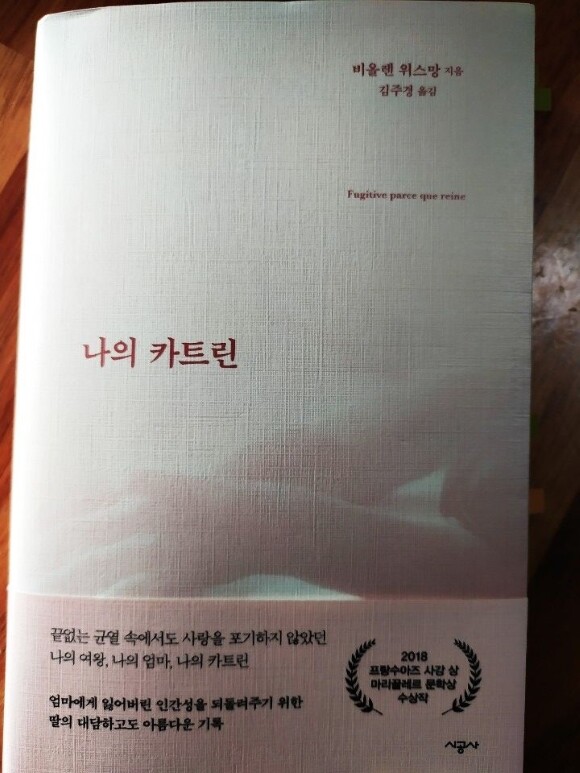 비올렌 위스망 지음
김주경 옮김
Fugitive parce que reine
나의 카트린
끝없는 균열 속에서도 사랑을 포기하지 않았던
나의 여왕, 나의 엄마, 나의 카트린
엄마에게 잃어버린 인간성을 되돌려주기 위한
딸의 대담하고도 아름다운 기록
2018
프랑수아즈 사강 상
마리끌레르 문학상
수상작
시공사